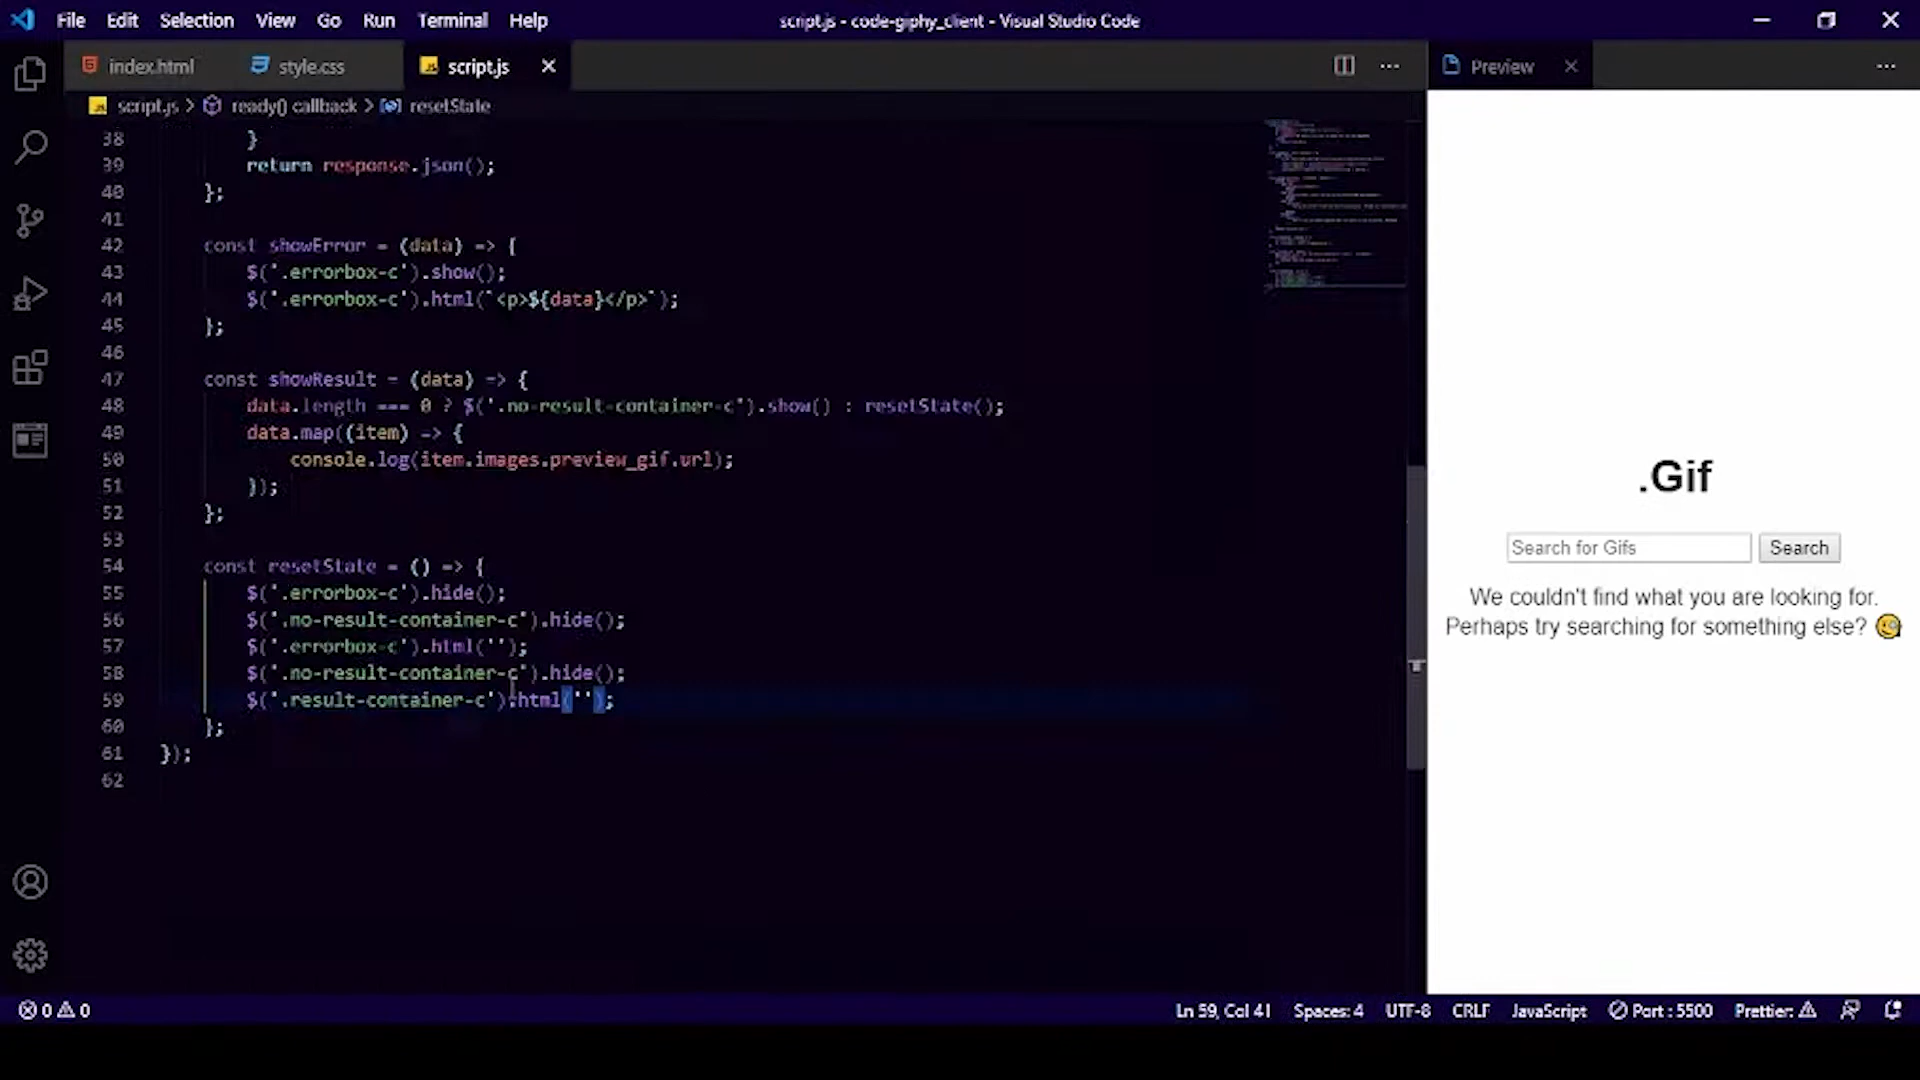 File Edit Selection View Go Run Terminal Help
script.js - code-giphy_client - Visual Studio Code
index.html
style.css
script.js
Preview
script.js > ready() callback > resetState
38 }
39 return response.json();
40 };
41
42 const showError = (data) => {
43 $('.errorbox-c').show();
44 $('.errorbox-c').html(`<p>${data}</p>`);
45 };
46
47 const showResult = (data) => {
48 data.length === 0 ? $('.no-result-container-c').show() : resetState();
49 data.map((item) => {
50 console.log(item.images.preview_gif.url);
51 });
52 };
53
54 const resetState = () => {
55 $('.errorbox-c').hide();
56 $('.no-result-container-c').hide();
57 $('.errorbox-c').html('');
58 $('.no-result-container-c').hide();
59 $('.result-container-c').html('');
60 };
61 });
62
.Gif
Search for Gifs Search
We couldn't find what you are looking for.
Perhaps try searching for something else? 🧐
0 0
Ln 59, Col 41 Spaces: 4 UTF-8 CRLF JavaScript Port : 5500 Prettier: